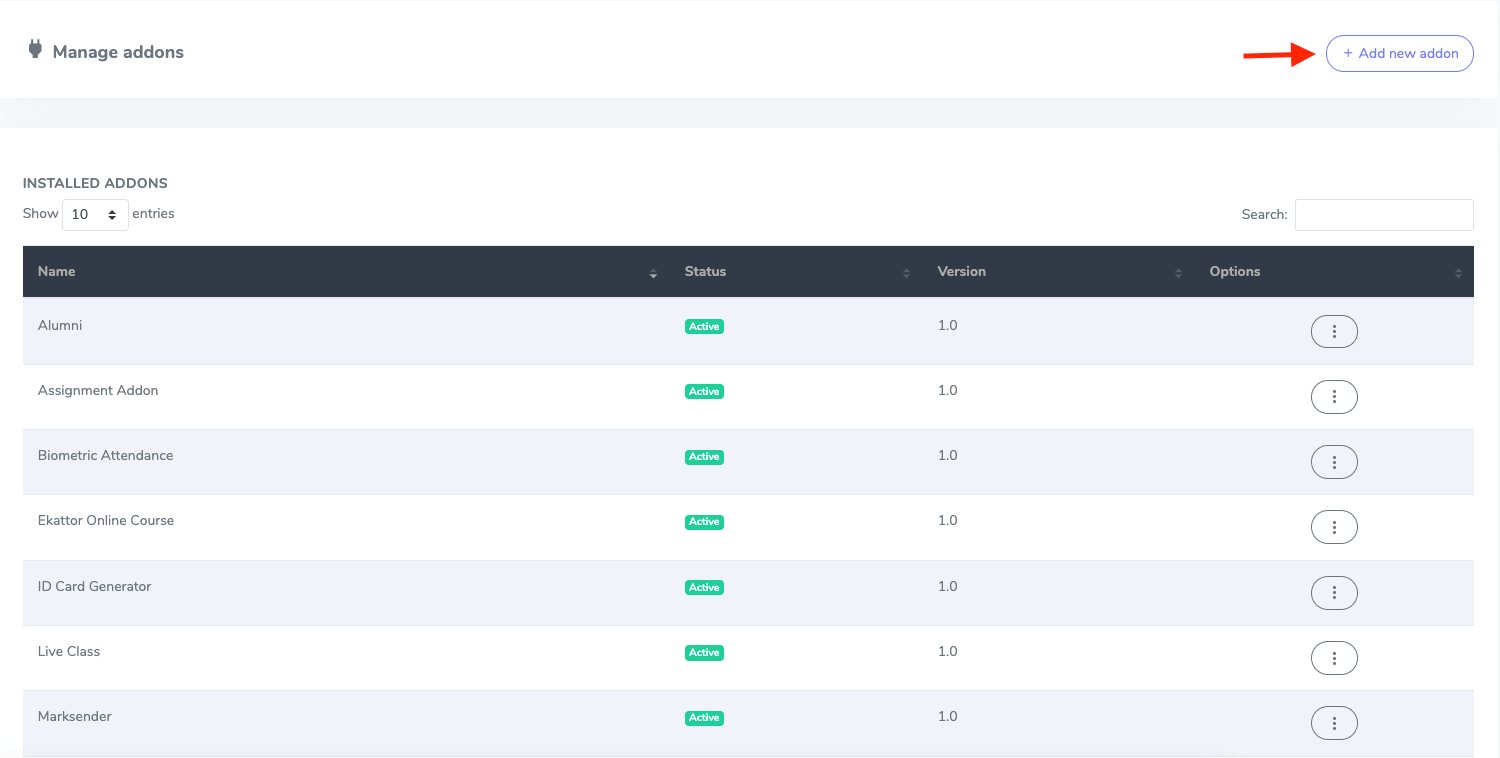 Manage addons
+ Add new addon
INSTALLED ADDONS
Show 10 entries
Search:
Name Status Version Options
Alumni Active 1.0
Assignment Addon Active 1.0
Biometric Attendance Active 1.0
Ekattor Online Course Active 1.0
ID Card Generator Active 1.0
Live Class Active 1.0
Marksender Active 1.0